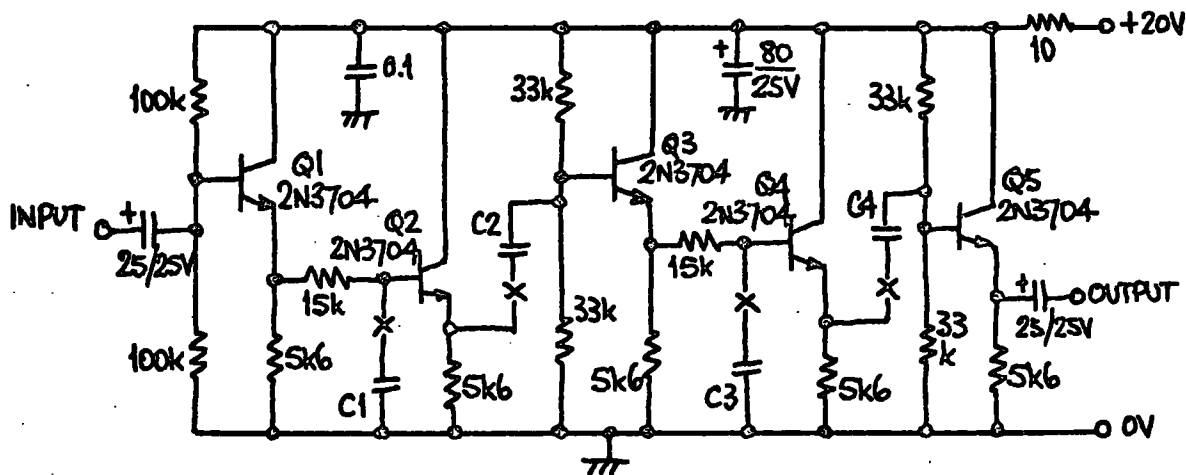 +20V
10
100k
0.1
33k
+
80
25V
33k
Q1
2N3704
Q3
2N3704
Q4
2N3704
Q5
2N3704
INPUT
+
25/25V
Q2
2N3704
C2
C4
15k
15k
+
OUTPUT
25/25V
100k
5k6
C1
5k6
33k
5k6
C3
5k6
33
k
5k6
0V